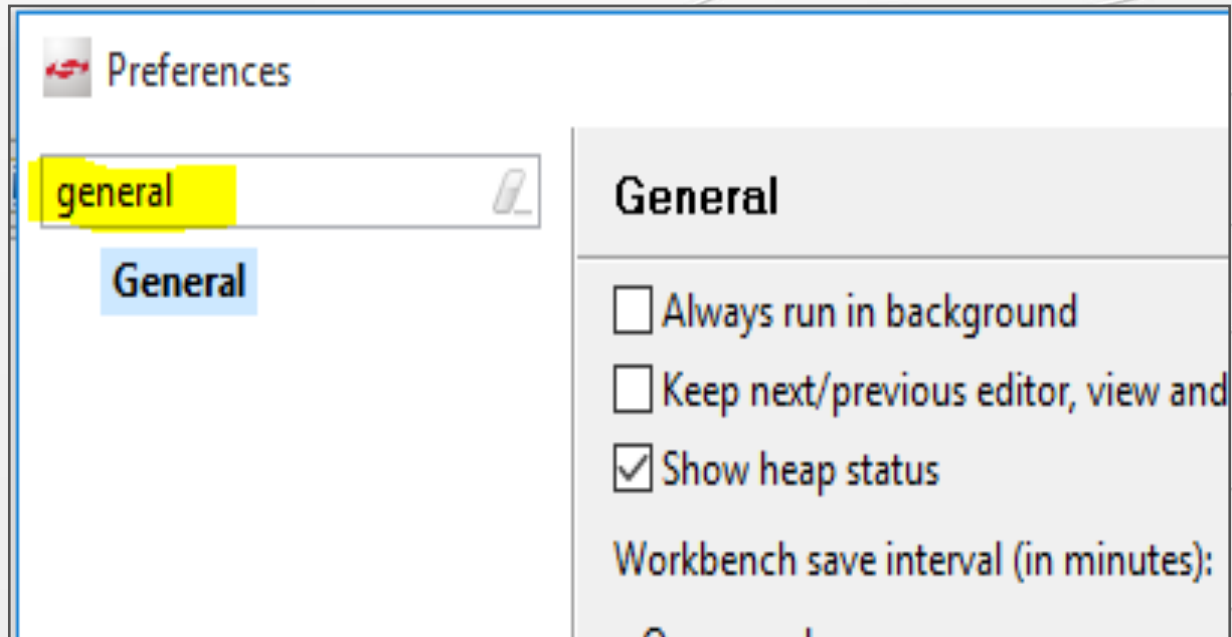 Preferences
general
General
General
Always run in background
Keep next/previous editor, view and
Show heap status
Workbench save interval (in minutes):